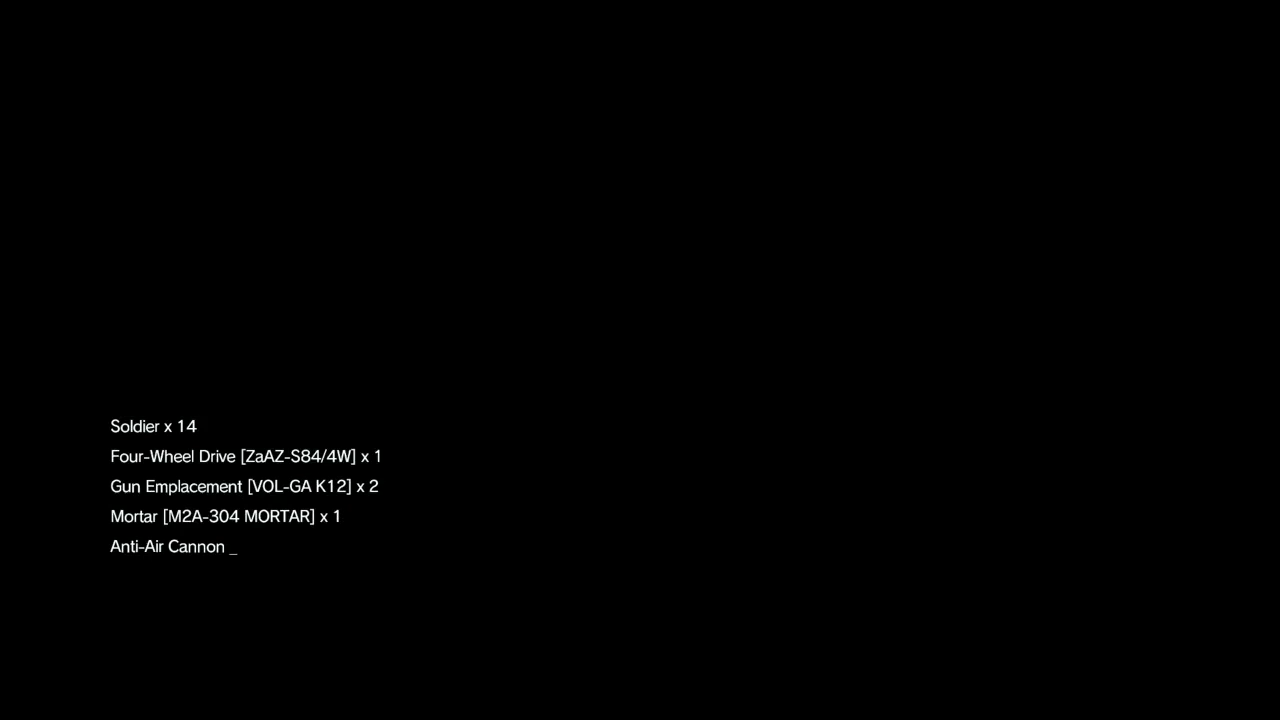 Soldier x 14
Four-Wheel Drive [ZaAZ-S84/4W] x 1
Gun Emplacement [VOL-GA K12] x 2
Mortar [M2A-304 MORTAR] x 1
Anti-Air Cannon _